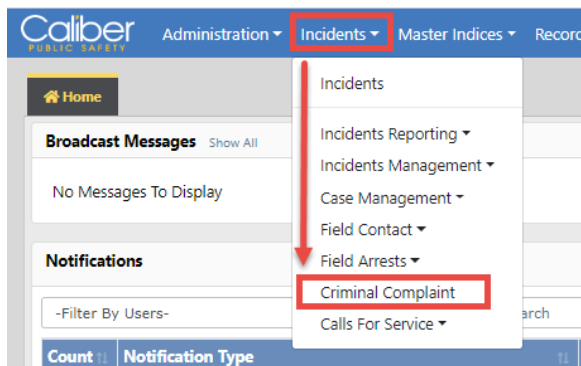 Caliber
PUBLIC SAFETY
Administration Incidents Master Indices Record
Home
Incidents
Broadcast Messages Show All
Incidents Reporting
Incidents Management
No Messages To Display
Case Management
Field Contact
Notifications
Field Arrests
Criminal Complaint
-Filter By Users-
arch
Calls For Service
Count Notification Type